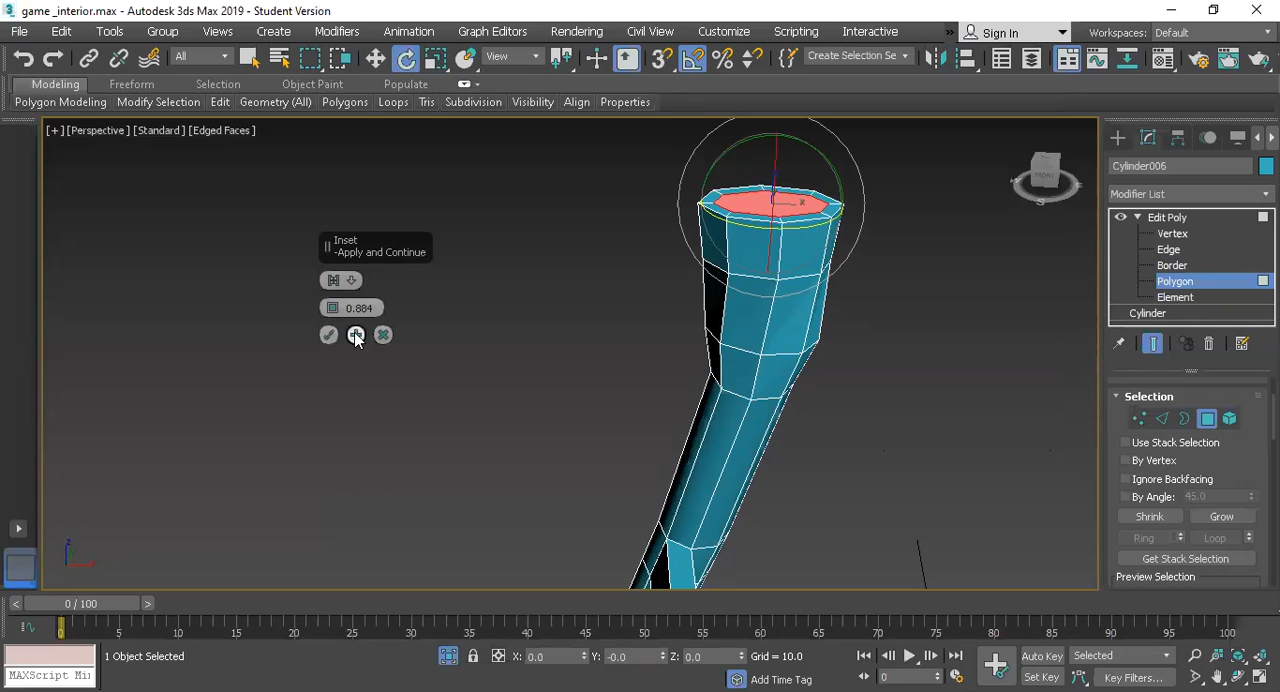 game _interior.max - Autodesk 3ds Max 2019 - Student Version
File Edit Tools Group Views Create Modifiers Animation Graph Editors Rendering Civil View Customize Scripting Interactive » Sign In Workspaces: Default
All View Create Selection Se
Modeling Freeform Selection Object Paint Populate
Polygon Modeling Modify Selection Edit Geometry (All) Polygons Loops Tris Subdivision Visibility Align Properties
[+] [Perspective] [Standard] [Edged Faces]
FRONT
Cylinder006
Modifier List
Edit Poly
Vertex
Edge
Border
Polygon
Element
Cylinder
Inset
-Apply and Continue
0.884
x
z
Selection
Use Stack Selection
By Vertex
Ignore Backfacing
By Angle: 45.0
Shrink Grow
Ring Loop
Get Stack Selection
Preview Selection
< 0 / 100 >
0 5 10 15 20 25 30 35 40 45 50 55 60 65 70 75 80 85 90 95 100
1 Object Selected X: 0.0 Y: -0.0 Z: 0.0 Grid = 10.0 Auto Key Selected
MAXScript Mi Add Time Tag 0 Set Key Key Filters...